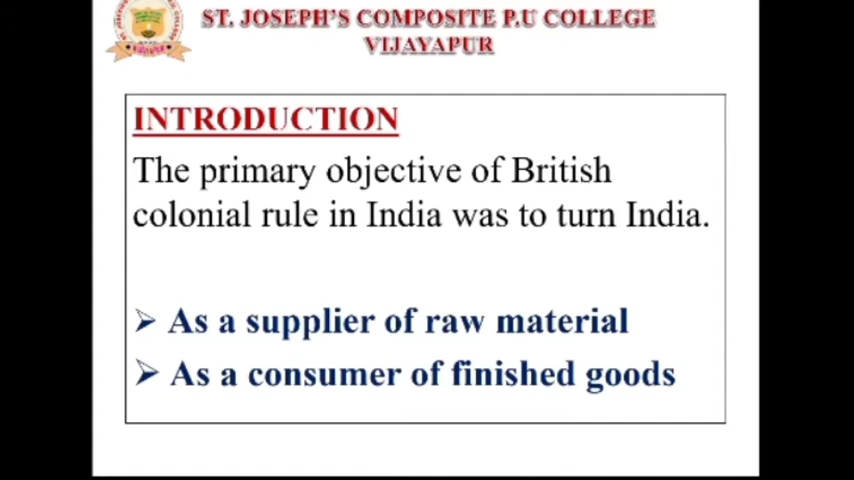 ST. JOSEPH'S COMPOSITE P.U COLLEGE
VIJAYAPUR
INTRODUCTION
The primary objective of British
colonial rule in India was to turn India.
As a supplier of raw material
As a consumer of finished goods